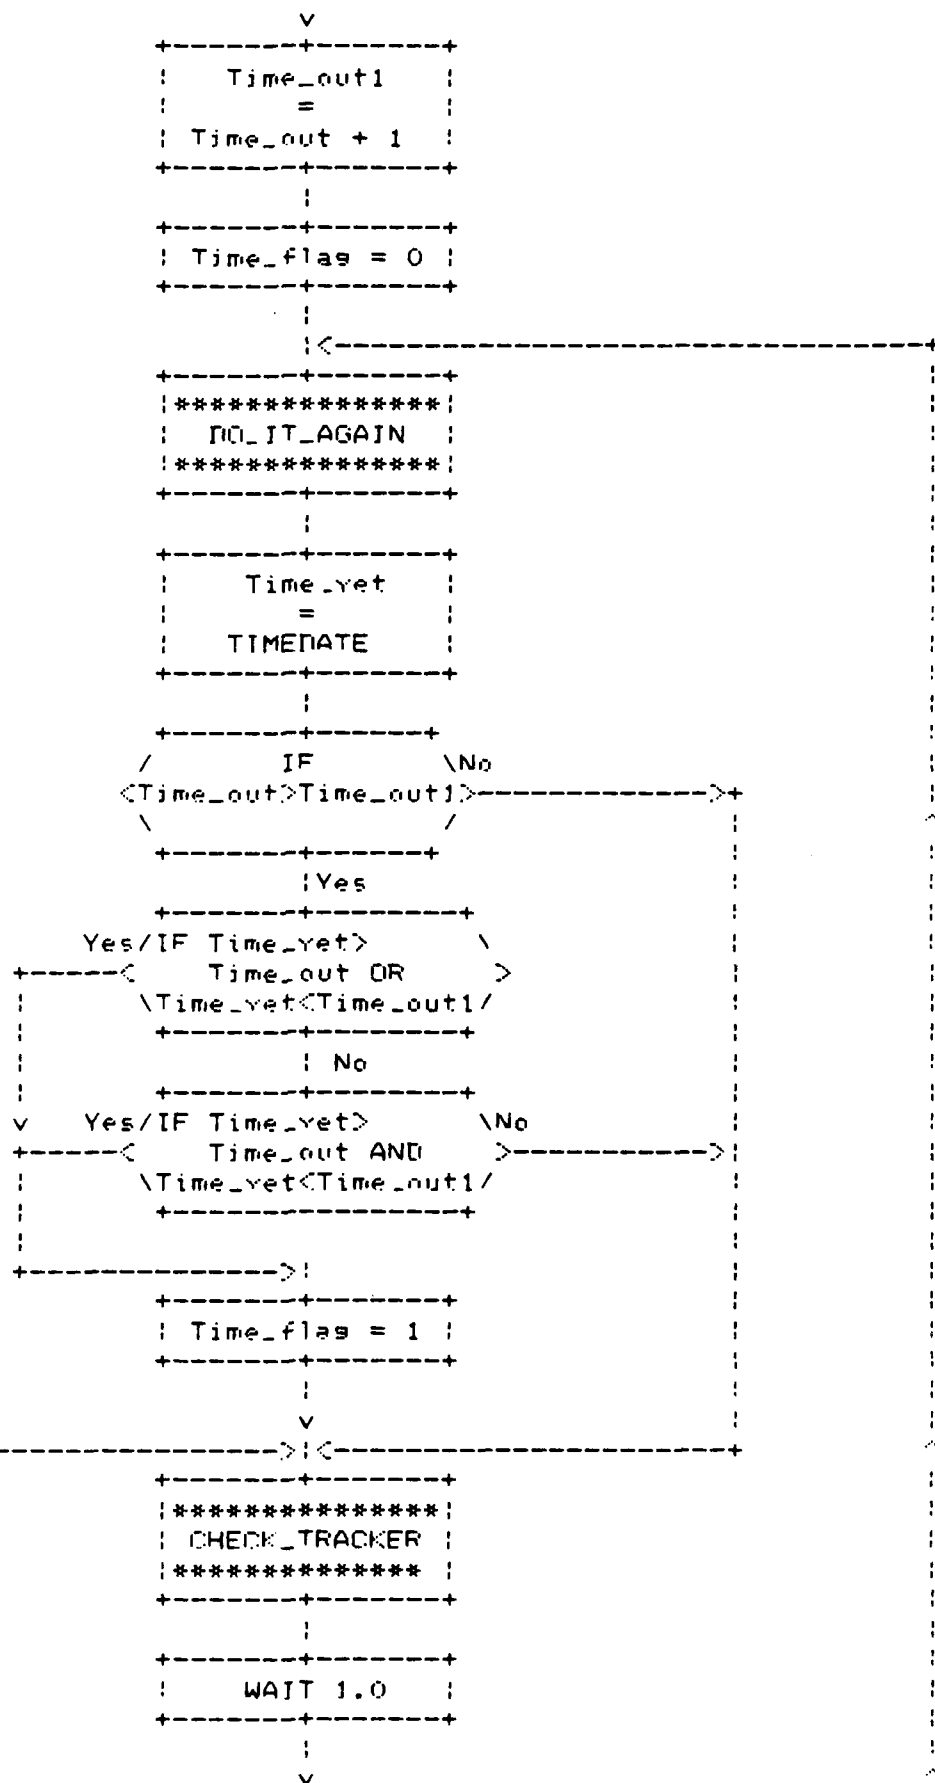 Time_out1
=
Time_out + 1
Time_flag = 0
***************
DO_IT_AGAIN
***************
Time_yet
=
TIMEDATE
IF
No
Time_out>Time_out1
Yes
Yes/IF Time_yet>
Time_out OR
Time_yet<Time_out1
No
Yes/IF Time_yet>
No
Time_out AND
Time_yet<Time_out1
Time_flag = 1
***************
CHECK_TRACKER
**************
WAIT 1.0